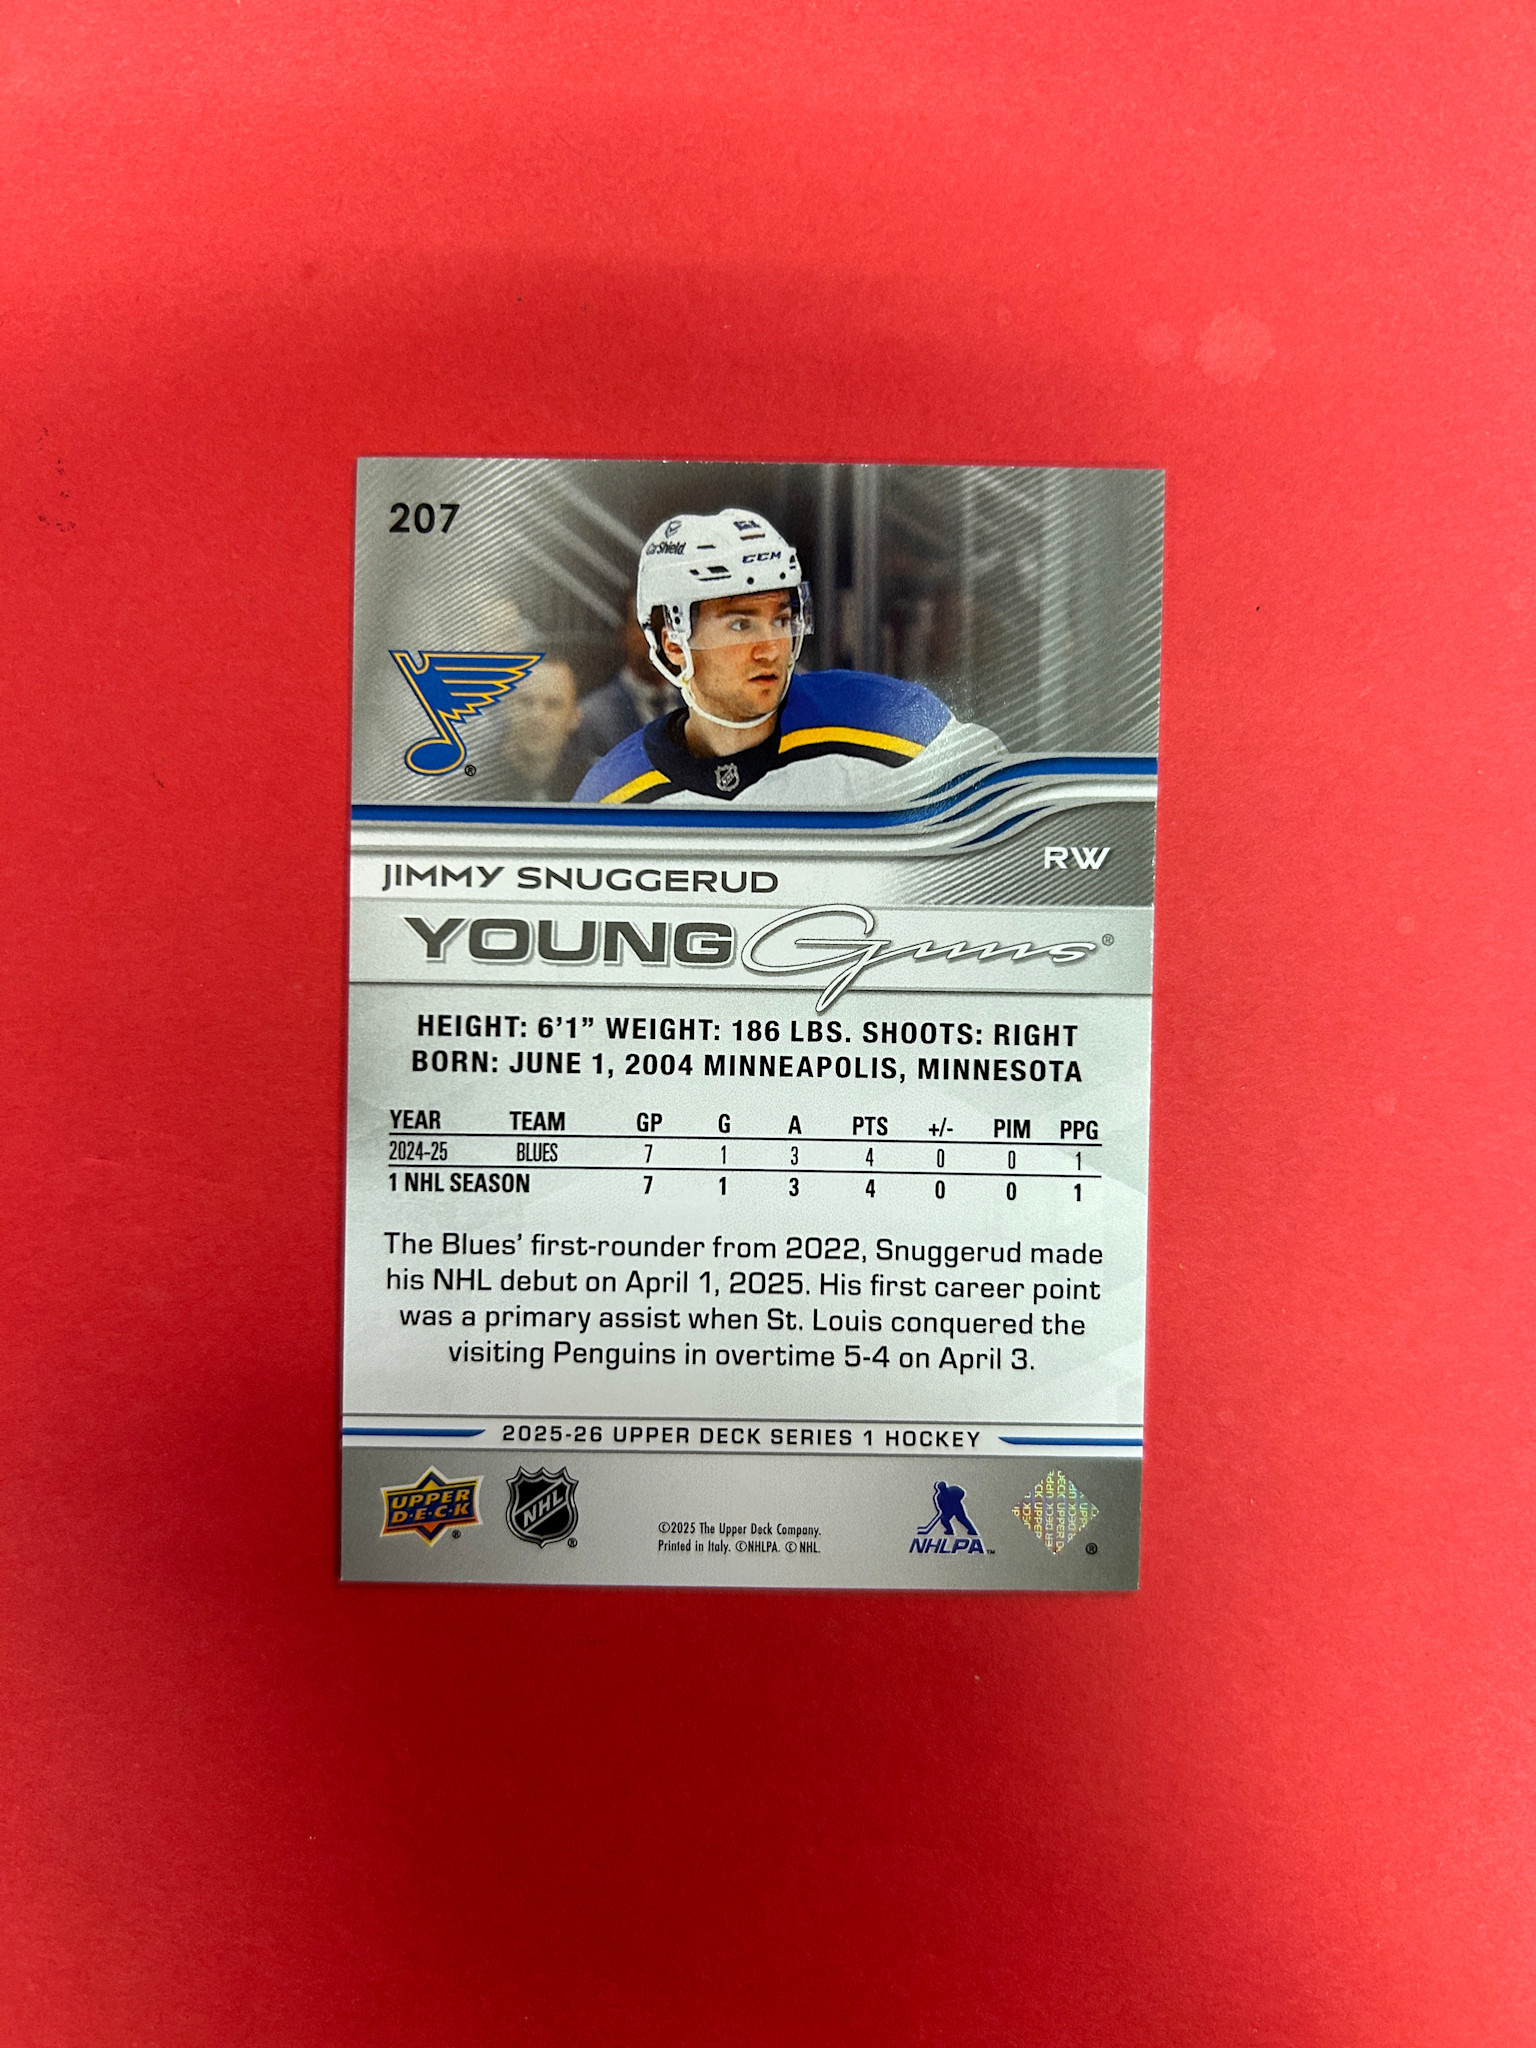 207
CarShield
CCM
RW
JIMMY SNUGGERUD
YOUNG Guns®
HEIGHT: 6'1" WEIGHT: 186 LBS. SHOOTS: RIGHT
BORN: JUNE 1, 2004 MINNEAPOLIS, MINNESOTA
YEAR TEAM GP G A PTS +/- PIM PPG
2024-25 BLUES 7 1 3 4 0 0 1
1 NHL SEASON 7 1 3 4 0 0 1
The Blues' first-rounder from 2022, Snuggerud made
his NHL debut on April 1, 2025. His first career point
was a primary assist when St. Louis conquered the
visiting Penguins in overtime 5-4 on April 3.
2025-26 UPPER DECK SERIES 1 HOCKEY
UPPER
D·E·C·K ®
NHL ®
©2025 The Upper Deck Company.
Printed in Italy. ©NHLPA. © NHL.
NHLPA™
UPPER DECK ®